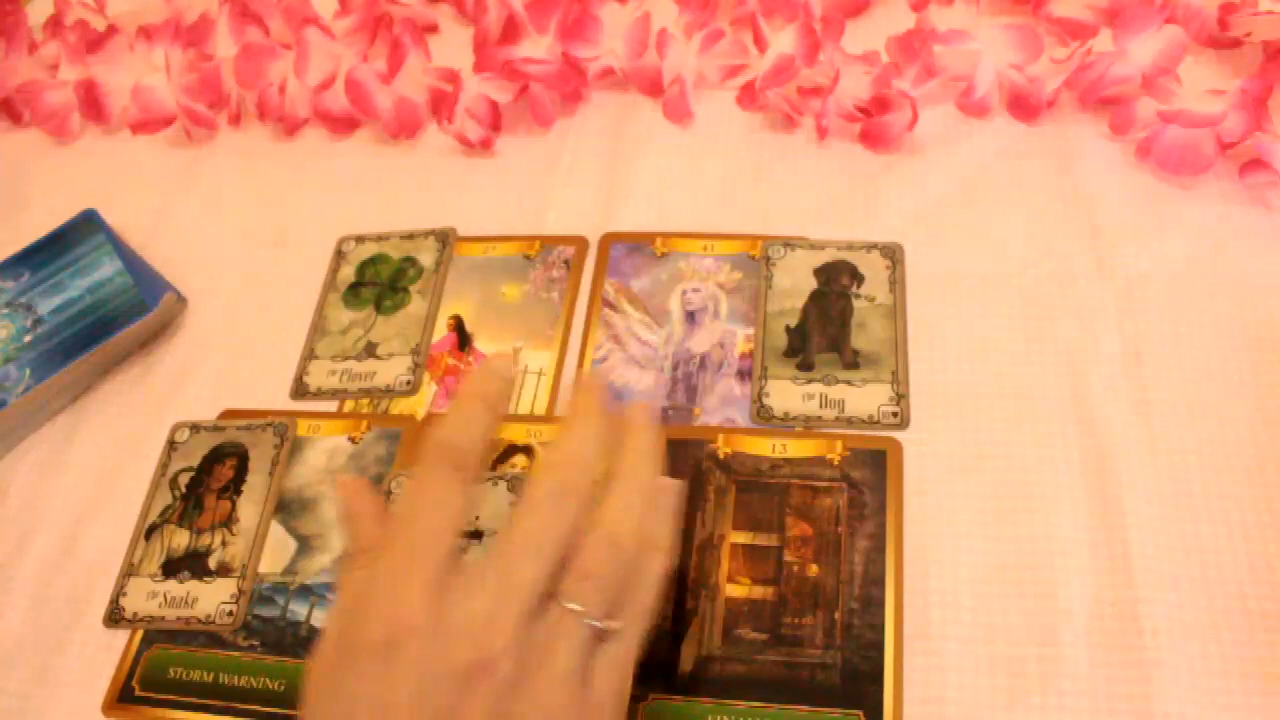 27
41
The Clover
The Dog
10
50
13
The Snake
STORM WARNING